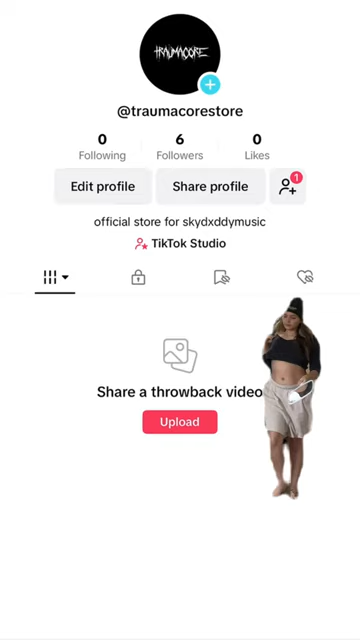 TRAUMACORE
@traumacorestore
0 6 0
Following Followers Likes
Edit profile Share profile 1
official store for skydxddymusic
TikTok Studio
Share a throwback video
Upload